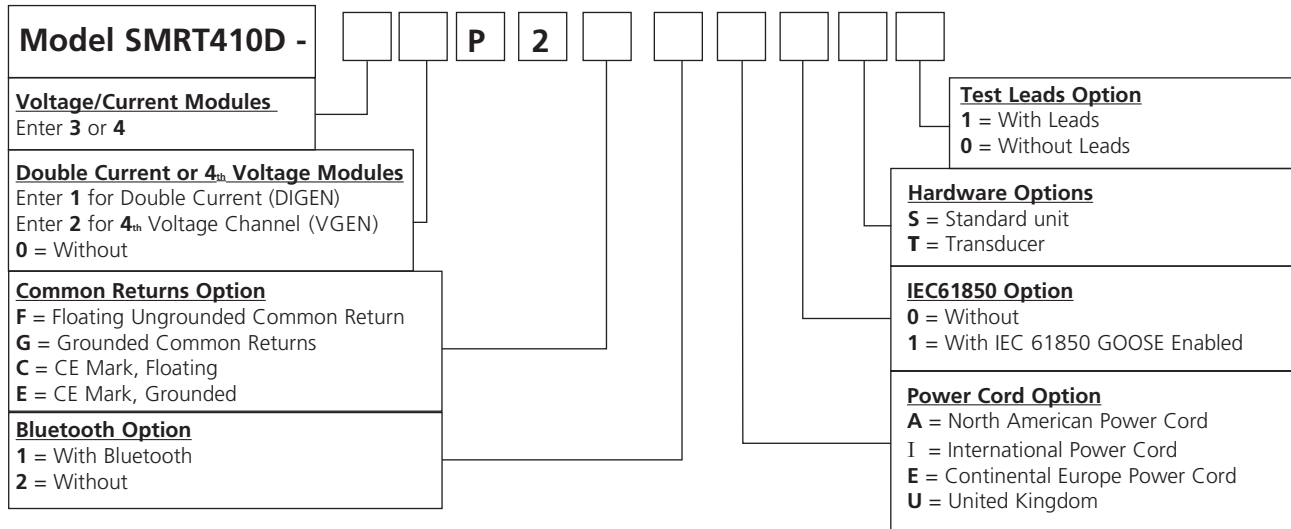 Model SMRT410D - P 2
Voltage/Current Modules
Enter 3 or 4
Double Current or 4th Voltage Modules
Enter 1 for Double Current (DIGEN)
Enter 2 for 4th Voltage Channel (VGEN)
0 = Without
Common Returns Option
F = Floating Ungrounded Common Return
G = Grounded Common Returns
C = CE Mark, Floating
E = CE Mark, Grounded
Bluetooth Option
1 = With Bluetooth
2 = Without
Test Leads Option
1 = With Leads
0 = Without Leads
Hardware Options
S = Standard unit
T = Transducer
IEC61850 Option
0 = Without
1 = With IEC 61850 GOOSE Enabled
Power Cord Option
A = North American Power Cord
I = International Power Cord
E = Continental Europe Power Cord
U = United Kingdom